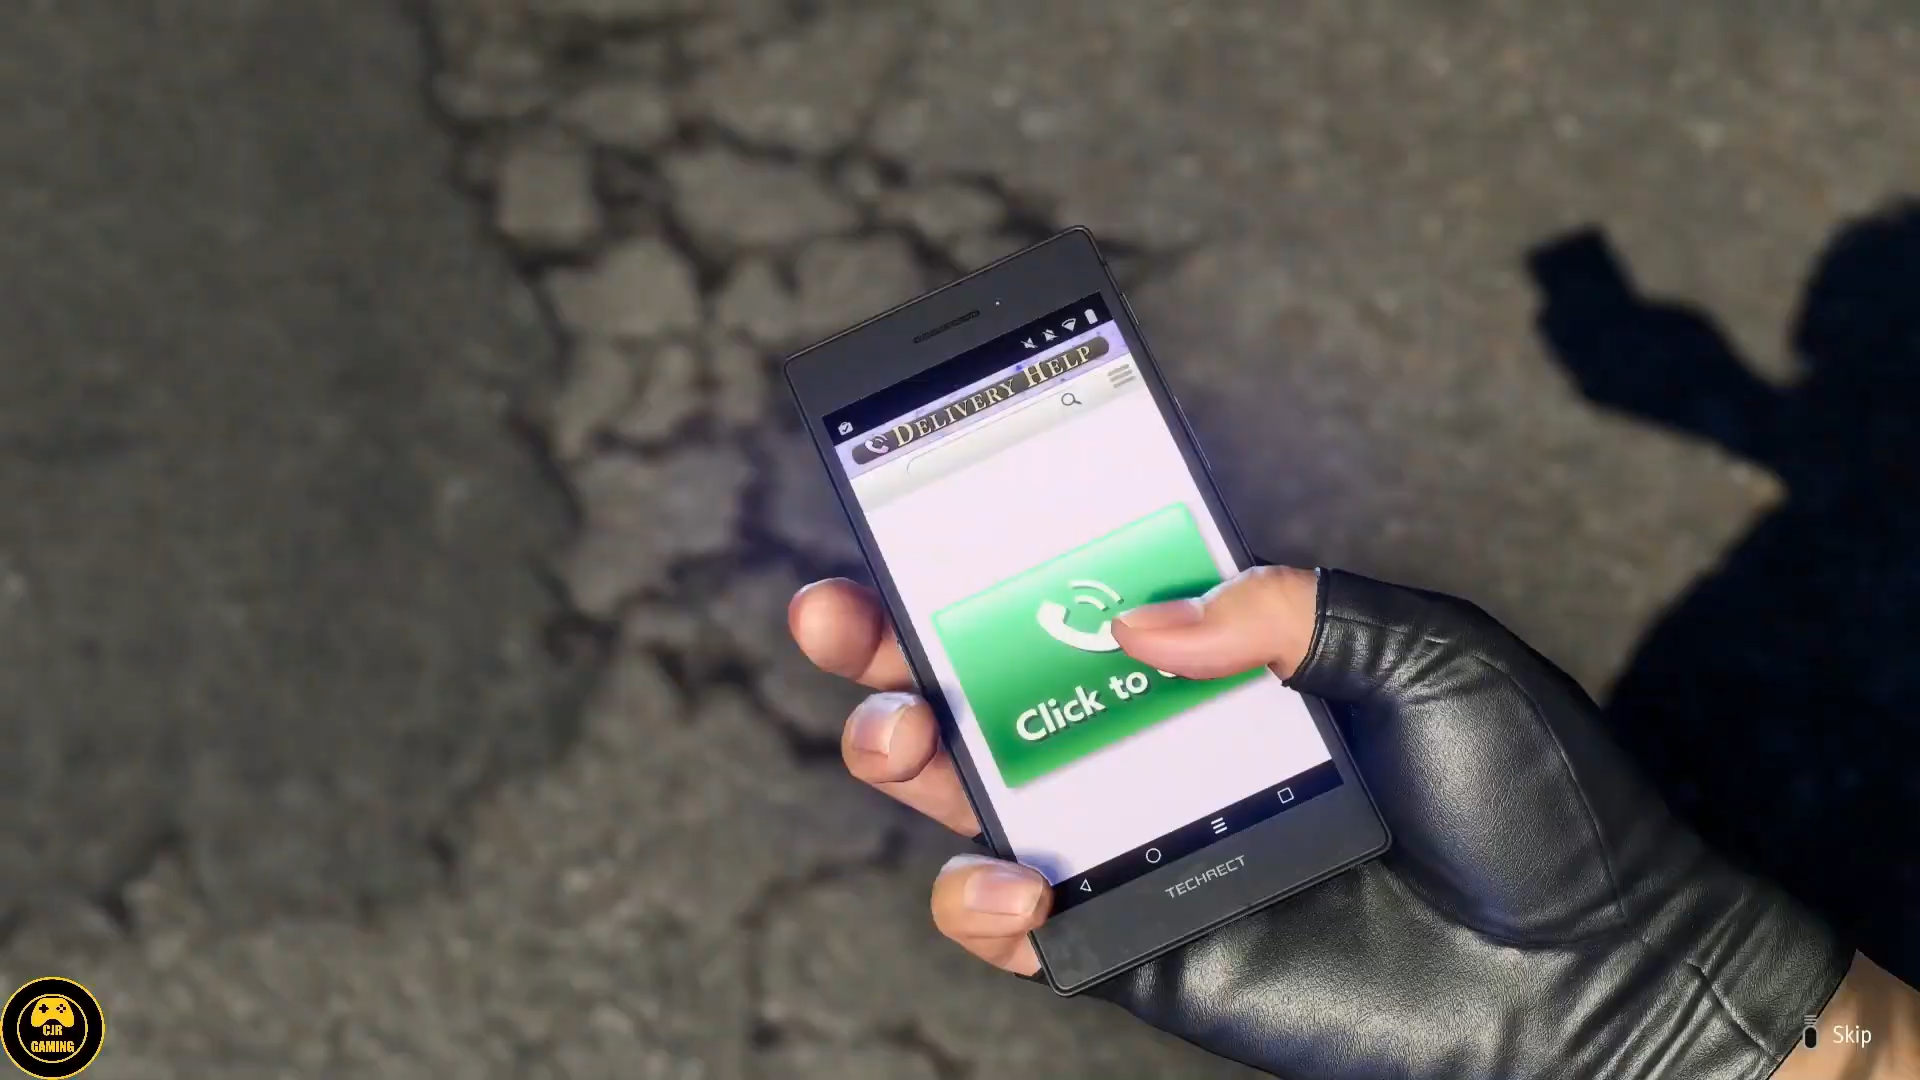 DELIVERY HELP
Click to
TECHRECT
CJR
GAMING
Skip